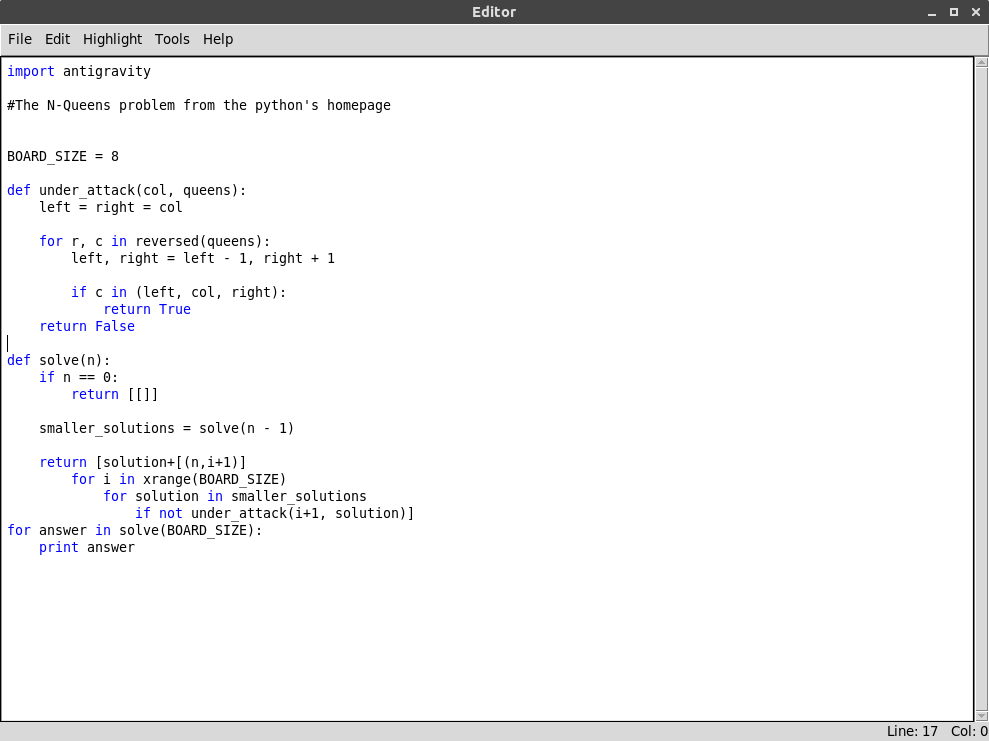 Editor
File Edit Highlight Tools Help
import antigravity
#The N-Queens problem from the python's homepage
BOARD_SIZE = 8
def under_attack(col, queens):
    left = right = col
    for r, c in reversed(queens):
        left, right = left - 1, right + 1
        if c in (left, col, right):
            return True
    return False
def solve(n):
    if n == 0:
        return [[]]
    smaller_solutions = solve(n - 1)
    return [solution+[(n,i+1)]
        for i in xrange(BOARD_SIZE)
            for solution in smaller_solutions
                if not under_attack(i+1, solution)]
for answer in solve(BOARD_SIZE):
    print answer
Line: 17 Col: 0